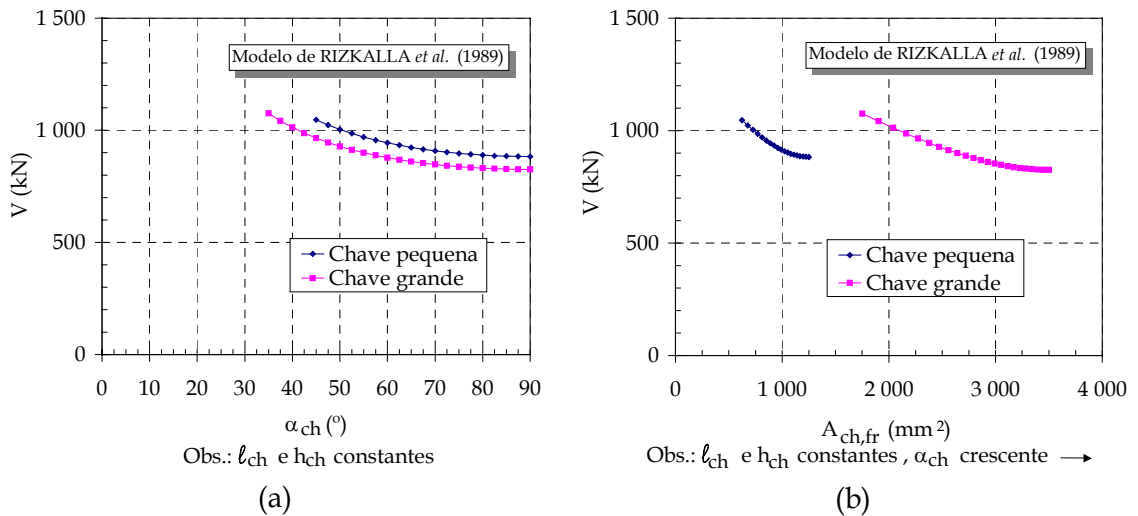 1 500
1 000
500
0
V (kN)
Modelo de RIZKALLA et al. (1989)
Chave pequena
Chave grande
0 10 20 30 40 50 60 70 80 90
α ch (º)
Obs.: ℓch e hch constantes
(a)
1 500
1 000
500
0
V (kN)
Modelo de RIZKALLA et al. (1989)
Chave pequena
Chave grande
0 1 000 2 000 3 000 4 000
A ch,fr (mm²)
Obs.: ℓch e hch constantes , αch crescente →
(b)